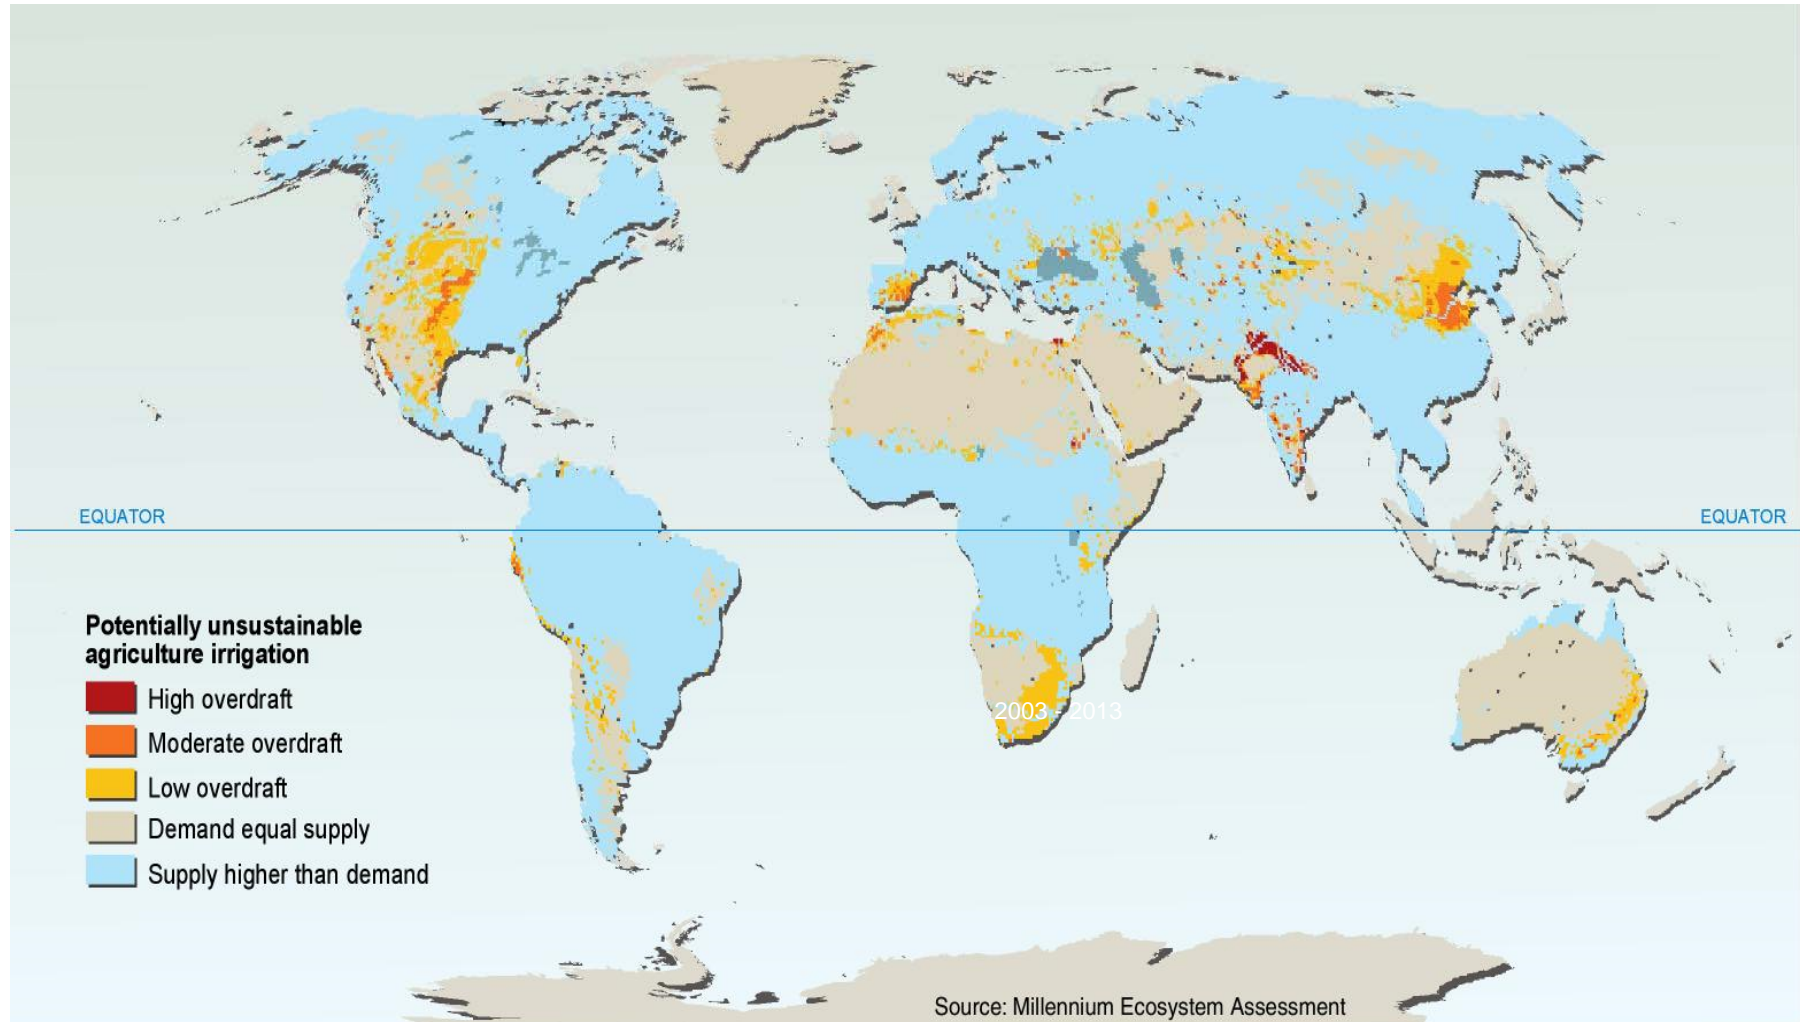 EQUATOR
EQUATOR
Potentially unsustainable
agriculture irrigation
High overdraft
Moderate overdraft
Low overdraft
Demand equal supply
Supply higher than demand
2003 - 2013
Source: Millennium Ecosystem Assessment